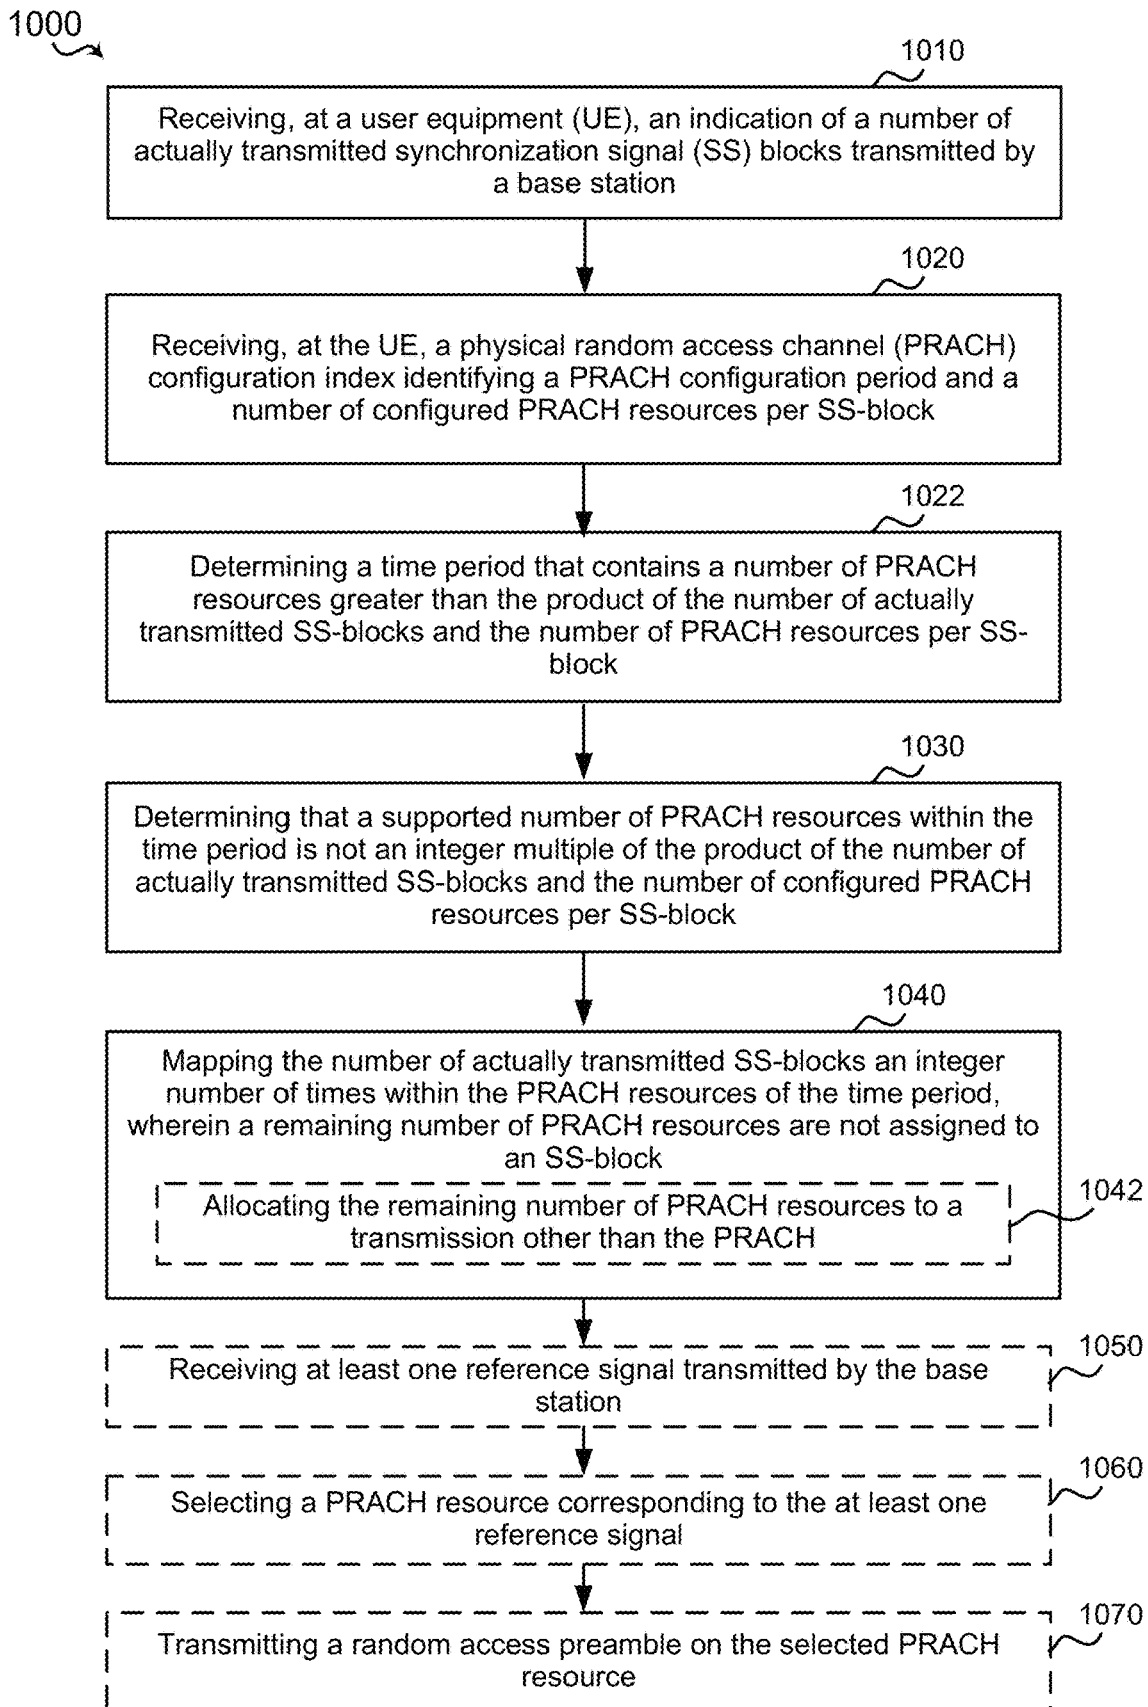 1000
1010
Receiving, at a user equipment (UE), an indication of a number of
actually transmitted synchronization signal (SS) blocks transmitted by
a base station
1020
Receiving, at the UE, a physical random access channel (PRACH)
configuration index identifying a PRACH configuration period and a
number of configured PRACH resources per SS-block
1022
Determining a time period that contains a number of PRACH
resources greater than the product of the number of actually
transmitted SS-blocks and the number of PRACH resources per SS-
block
1030
Determining that a supported number of PRACH resources within the
time period is not an integer multiple of the product of the number of
actually transmitted SS-blocks and the number of configured PRACH
resources per SS-block
1040
Mapping the number of actually transmitted SS-blocks an integer
number of times within the PRACH resources of the time period,
wherein a remaining number of PRACH resources are not assigned to
an SS-block
1042
Allocating the remaining number of PRACH resources to a
transmission other than the PRACH
1050
Receiving at least one reference signal transmitted by the base
station
1060
Selecting a PRACH resource corresponding to the at least one
reference signal
1070
Transmitting a random access preamble on the selected PRACH
resource